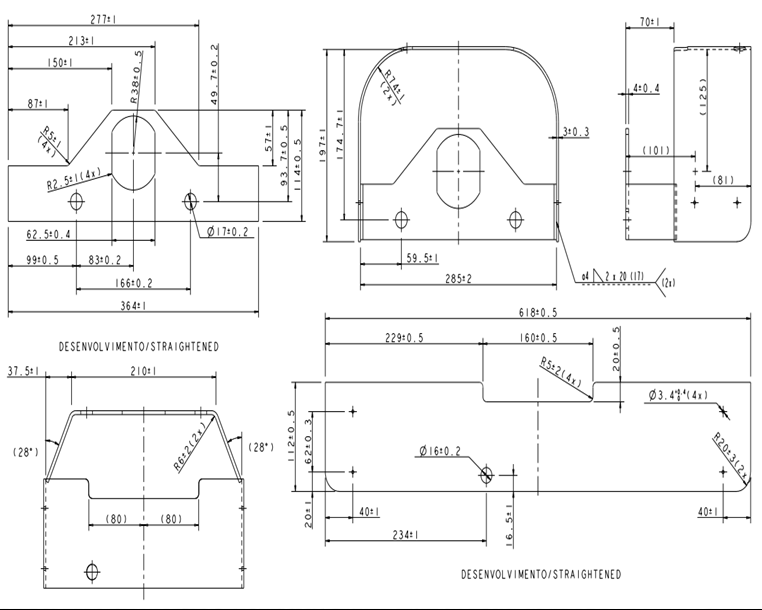 277±1
213±1
150±1
87±1
R38±0.5
49.7±0.2
R5±1
(4x)
R2.5±1(4x)
57±1
93.7±0.5
114±0.5
Ø17±0.2
62.5±0.4
99±0.5
83±0.2
166±0.2
364±1
DESENVOLVIMENTO/STRAIGHTENED
R74±1
(2x)
197±1
174.7±1
3±0.3
59.5±1
285±2
ø4 2 x 20 (17) (2x)
70±1
4±0.4
(125)
(101)
(81)
37.5±1
210±1
(28°)
R6±2(2x)
(28°)
(80)
(80)
618±0.5
229±0.5
160±0.5
20±0.5
R5±2(4x)
Ø3.4+0.4 0(4x)
112±0.5
62±0.3
Ø16±0.2
R20±3(2x)
20±1
40±1
234±1
16.5±1
40±1
DESENVOLVIMENTO/STRAIGHTENED